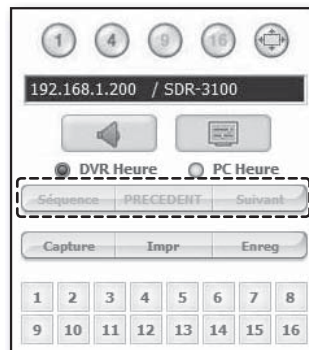 1 4 9 16
192.168.1.200 / SDR-3100
DVR Heure PC Heure
Séquence PRECEDENT Suivant
Capture Impr Enreg
1 2 3 4 5 6 7 8
9 10 11 12 13 14 15 16